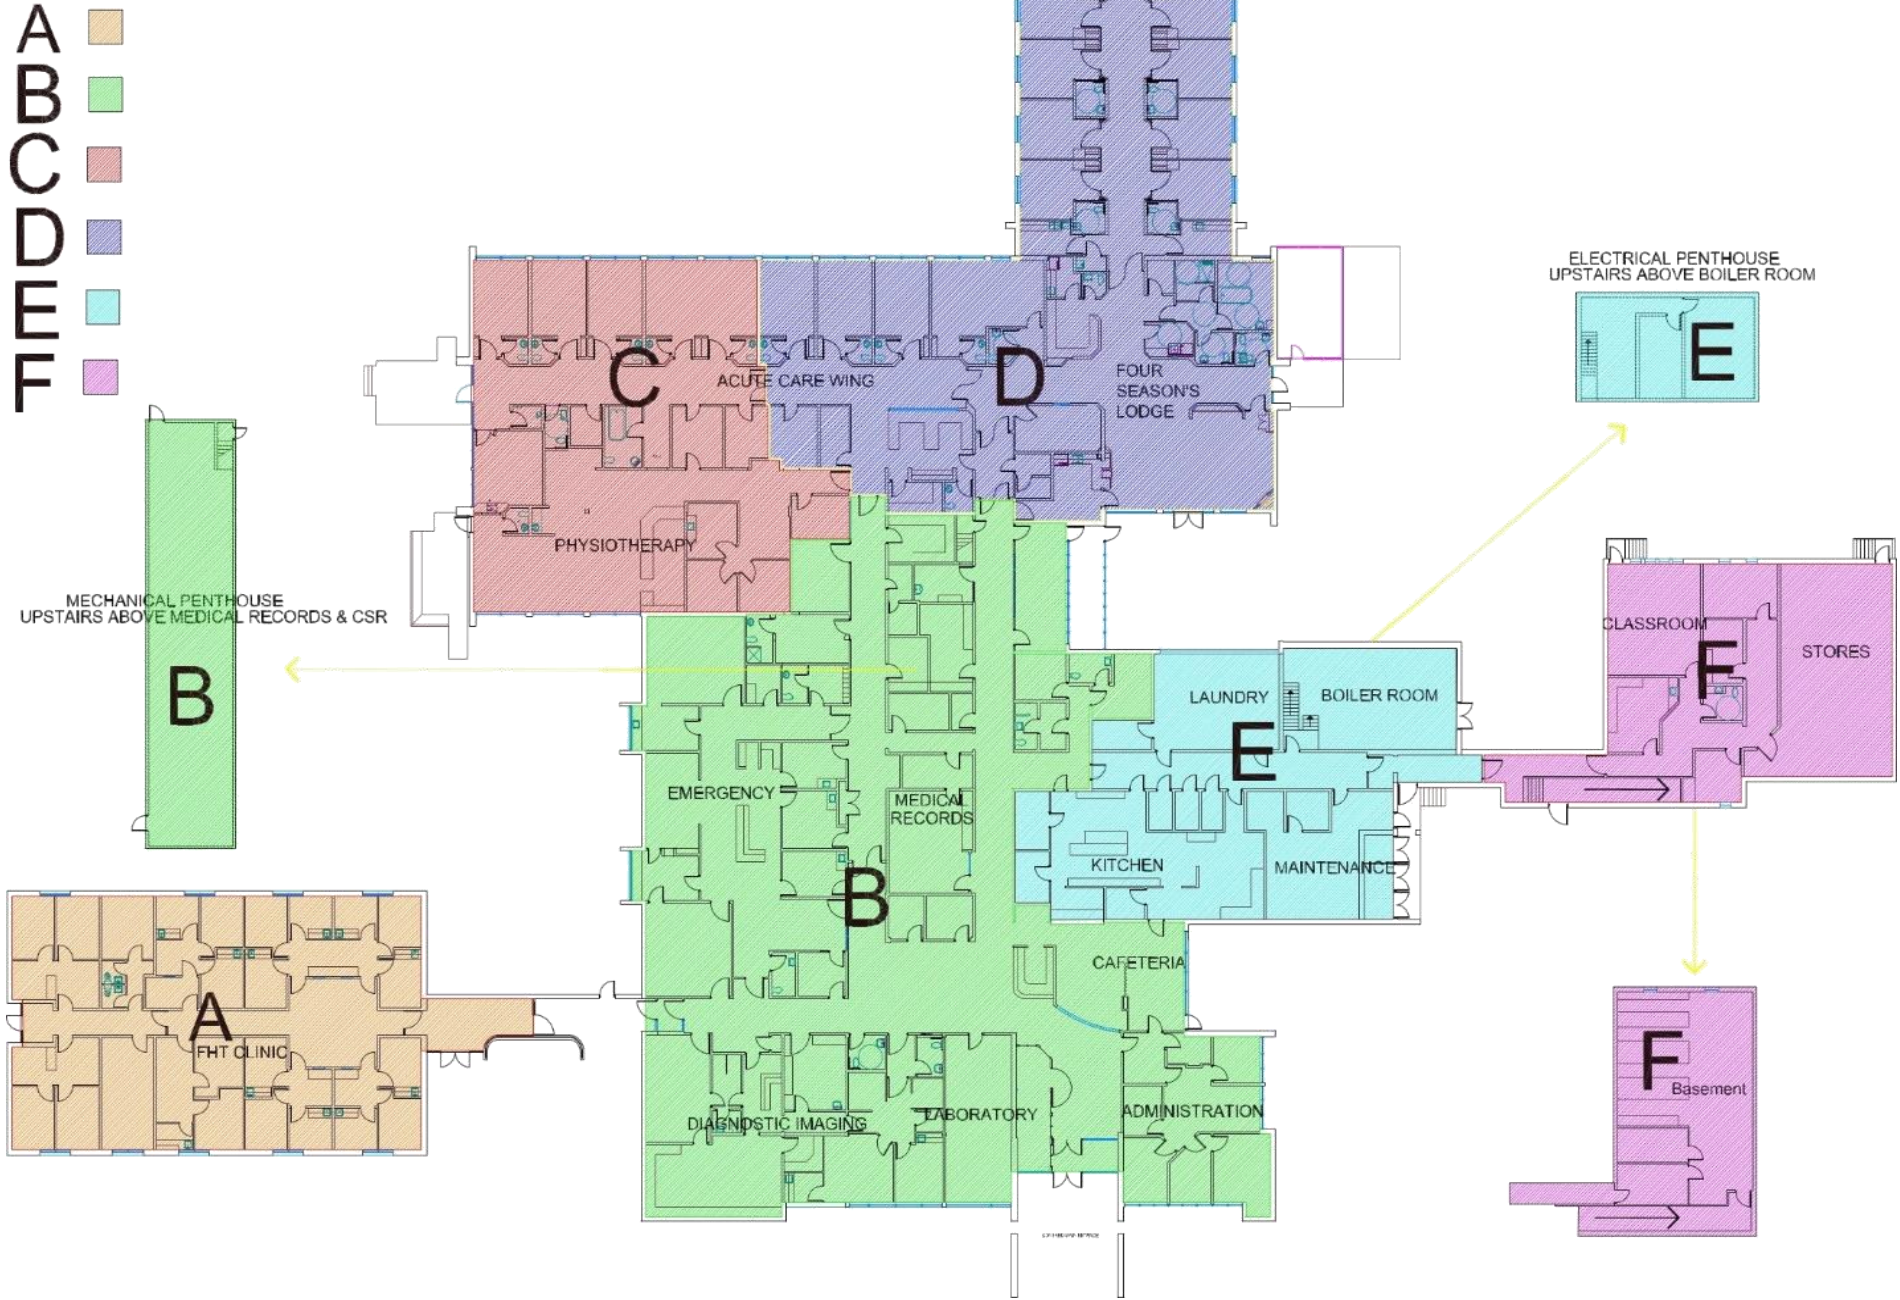 A
B
C
D
E
F
ELECTRICAL PENTHOUSE
UPSTAIRS ABOVE BOILER ROOM
E
C
ACUTE CARE WING
D
FOUR
SEASON'S
LODGE
PHYSIOTHERAPY
MECHANICAL PENTHOUSE
UPSTAIRS ABOVE MEDICAL RECORDS & CSR
B
CLASSROOM
F
STORES
LAUNDRY
BOILER ROOM
E
EMERGENCY
MEDICAL
RECORDS
KITCHEN
MAINTENANCE
B
CAFETERIA
A
FHT CLINIC
F
Basement
DIAGNOSTIC IMAGING
LABORATORY
ADMINISTRATION